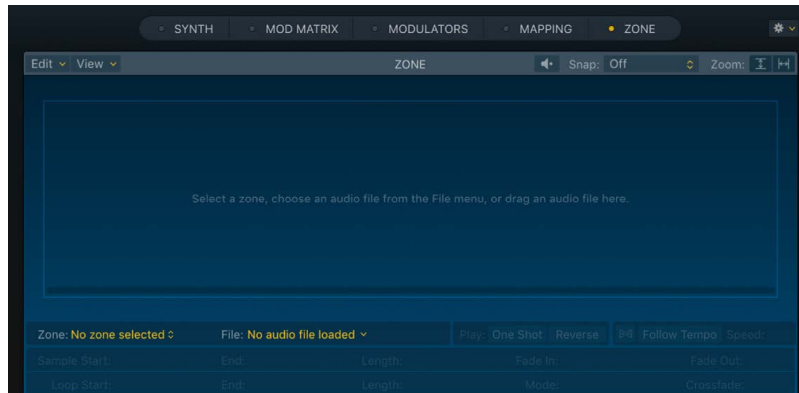 SYNTH MOD MATRIX MODULATORS MAPPING ZONE
Edit View ZONE Snap: Off Zoom:
Select a zone, choose an audio file from the File menu, or drag an audio file here.
Zone: No zone selected File: No audio file loaded Play: One Shot Reverse Follow Tempo Speed:
Sample Start: End: Length: Fade In: Fade Out:
Loop Start: End: Length: Mode: Crossfade: